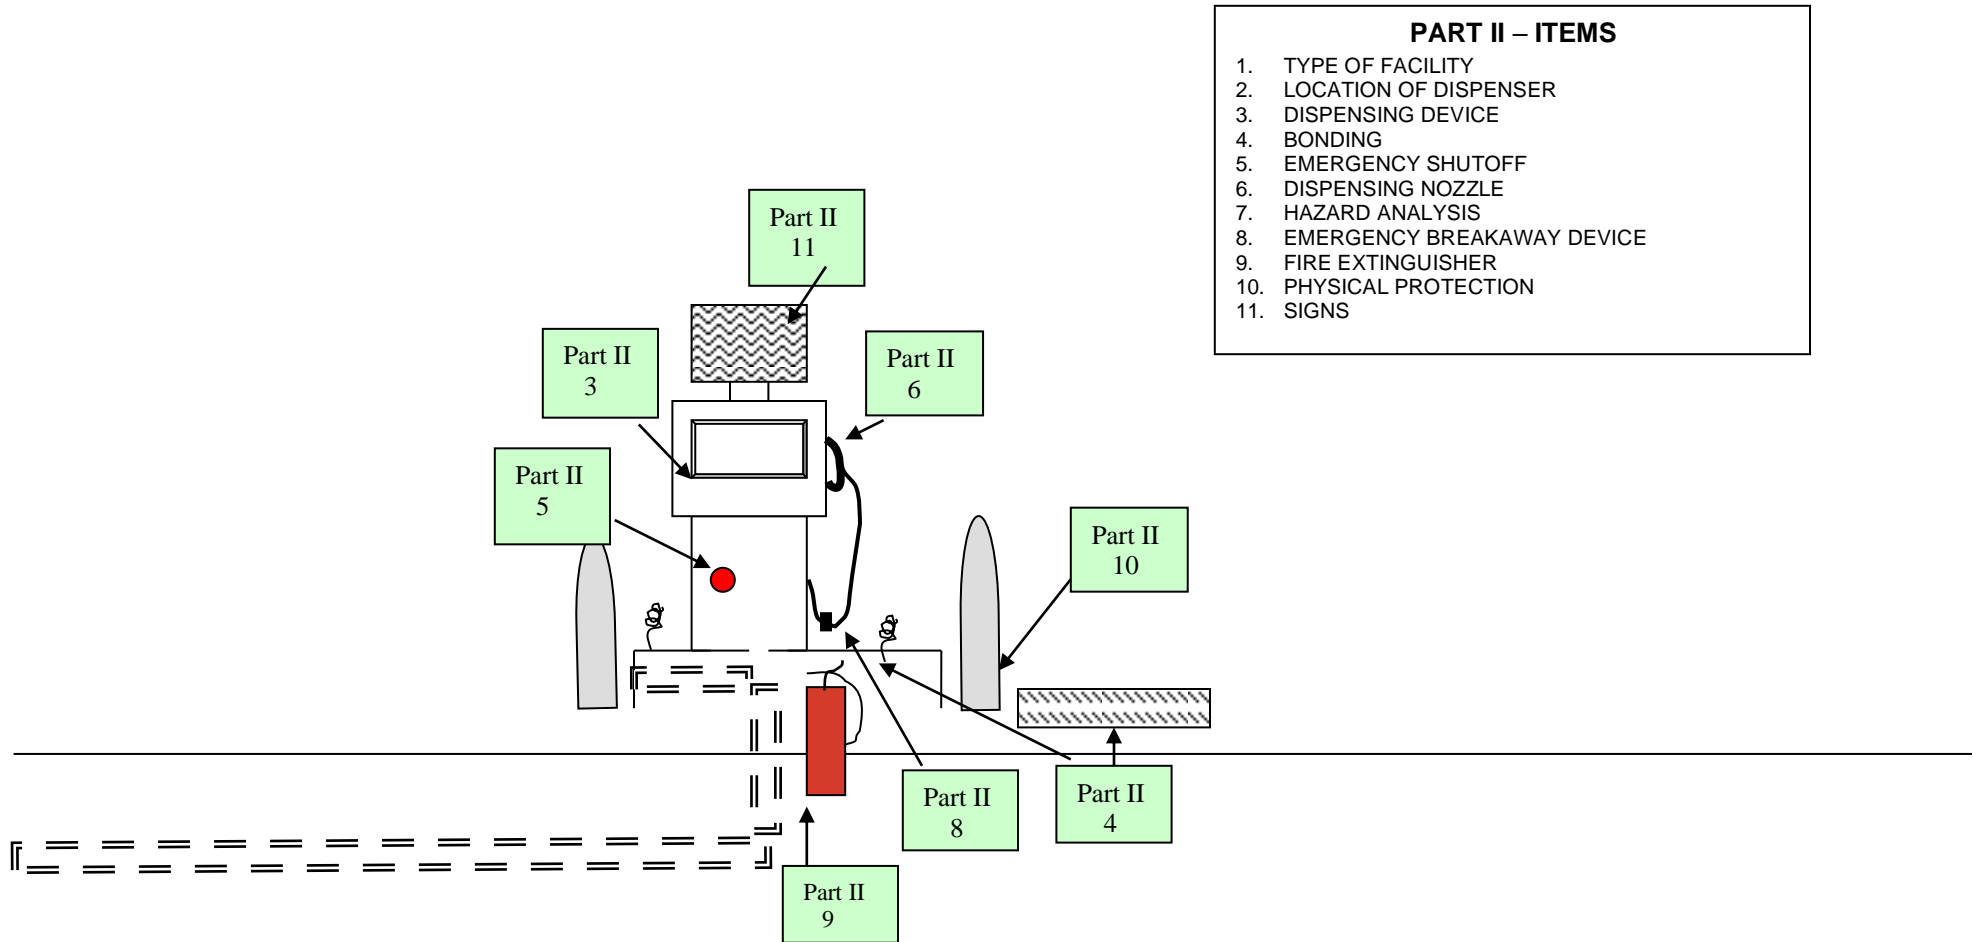 PART II – ITEMS
1. TYPE OF FACILITY
2. LOCATION OF DISPENSER
3. DISPENSING DEVICE
4. BONDING
5. EMERGENCY SHUTOFF
6. DISPENSING NOZZLE
7. HAZARD ANALYSIS
8. EMERGENCY BREAKAWAY DEVICE
9. FIRE EXTINGUISHER
10. PHYSICAL PROTECTION
11. SIGNS
Part II
11
Part II
3
Part II
6
Part II
5
Part II
10
Part II
8
Part II
4
Part II
9